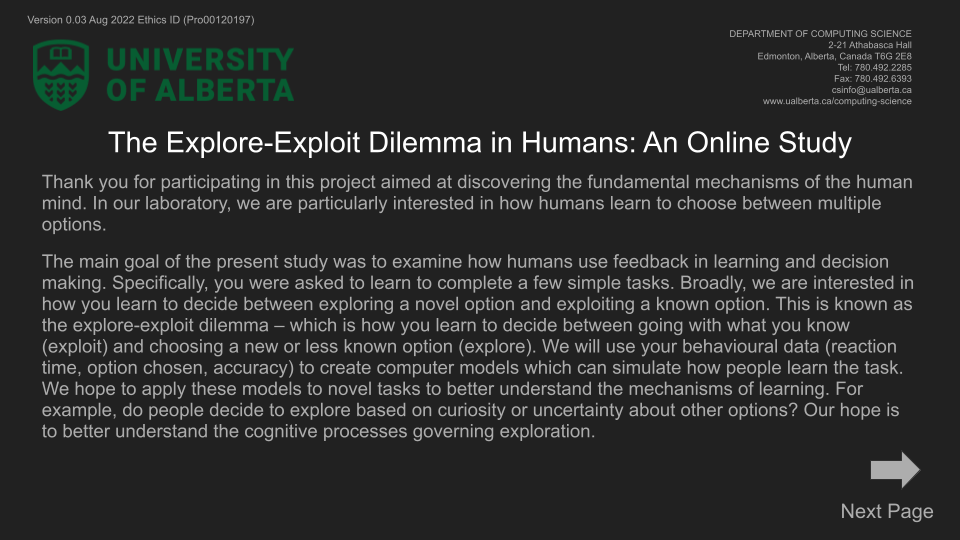 Version 0.03 Aug 2022 Ethics ID (Pro00120197)
UNIVERSITY
OF ALBERTA
DEPARTMENT OF COMPUTING SCIENCE
2-21 Athabasca Hall
Edmonton, Alberta, Canada T6G 2E8
Tel: 780.492.2285
Fax: 780.492.6393
csinfo@ualberta.ca
www.ualberta.ca/computing-science
The Explore-Exploit Dilemma in Humans: An Online Study
Thank you for participating in this project aimed at discovering the fundamental mechanisms of the human
mind. In our laboratory, we are particularly interested in how humans learn to choose between multiple
options.
The main goal of the present study was to examine how humans use feedback in learning and decision
making. Specifically, you were asked to learn to complete a few simple tasks. Broadly, we are interested in
how you learn to decide between exploring a novel option and exploiting a known option. This is known as
the explore-exploit dilemma – which is how you learn to decide between going with what you know
(exploit) and choosing a new or less known option (explore). We will use your behavioural data (reaction
time, option chosen, accuracy) to create computer models which can simulate how people learn the task.
We hope to apply these models to novel tasks to better understand the mechanisms of learning. For
example, do people decide to explore based on curiosity or uncertainty about other options? Our hope is
to better understand the cognitive processes governing exploration.
Next Page